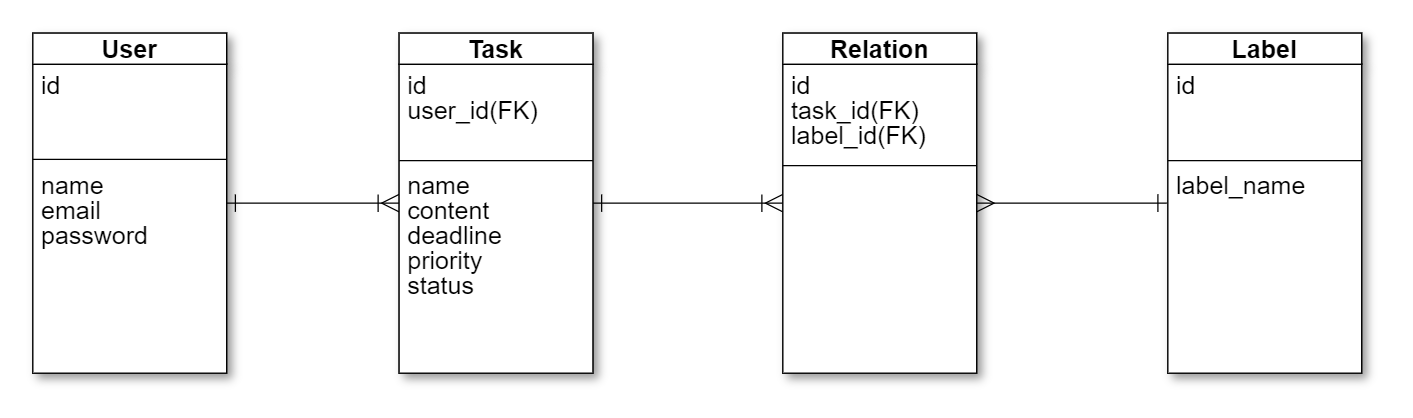 User
id
name
email
password
Task
id
user_id(FK)
name
content
deadline
priority
status
Relation
id
task_id(FK)
label_id(FK)
Label
id
label_name